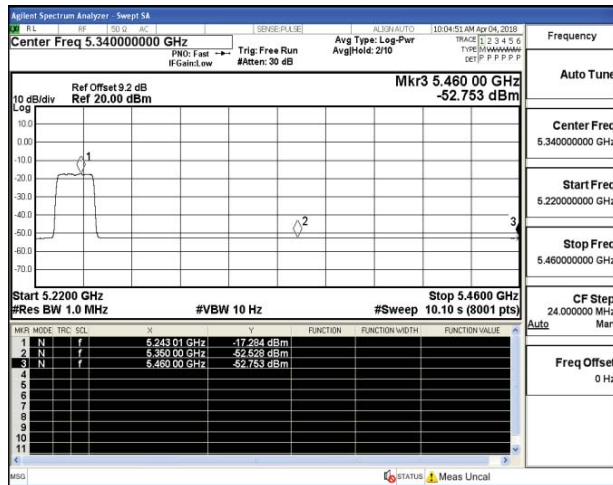 Agilent Spectrum Analyzer - Swept SA
RL RF 50 Ω AC SENSE:PULSE ALIGNAUTO 10:04:51 AM Apr 04, 2018
Center Freq 5.340000000 GHz
PNO: Fast
IFGain:Low
Trig: Free Run
#Atten: 30 dB
Avg Type: Log-Pwr
Avg|Hold: 2/10
TRACE 1 2 3 4 5 6
TYPE MWWWWW
DET P P P P P P
Ref Offset 9.2 dB
Ref 20.00 dBm
Mkr3 5.460 00 GHz
-52.753 dBm
10 dB/div
Log
10.0
0.00
-10.0
-20.0
-30.0
-40.0
-50.0
-60.0
-70.0
1
2
3
Start 5.2200 GHz
Stop 5.4600 GHz
#Res BW 1.0 MHz
#VBW 10 Hz
#Sweep 10.10 s (8001 pts)
MKR MODE TRC SCL X Y FUNCTION FUNCTION WIDTH FUNCTION VALUE
1 N f 5.243 01 GHz -17.284 dBm
2 N f 5.350 00 GHz -52.528 dBm
3 N f 5.460 00 GHz -52.753 dBm
4
5
6
7
8
9
10
11
MSG
STATUS Meas Uncal
Frequency
Auto Tune
Center Freq
5.340000000 GHz
Start Freq
5.220000000 GHz
Stop Freq
5.460000000 GHz
CF Step
24.000000 MHz
Auto Man
Freq Offset
0 Hz